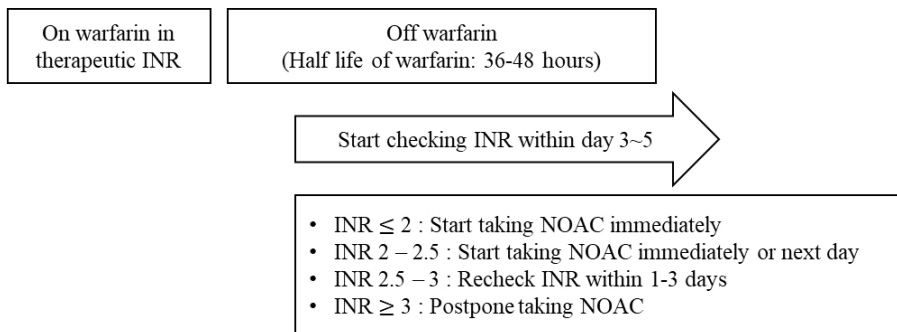 On warfarin in
therapeutic INR
Off warfarin
(Half life of warfarin: 36-48 hours)
Start checking INR within day 3~5
• INR ≤ 2 : Start taking NOAC immediately
• INR 2 – 2.5 : Start taking NOAC immediately or next day
• INR 2.5 – 3 : Recheck INR within 1-3 days
• INR ≥ 3 : Postpone taking NOAC